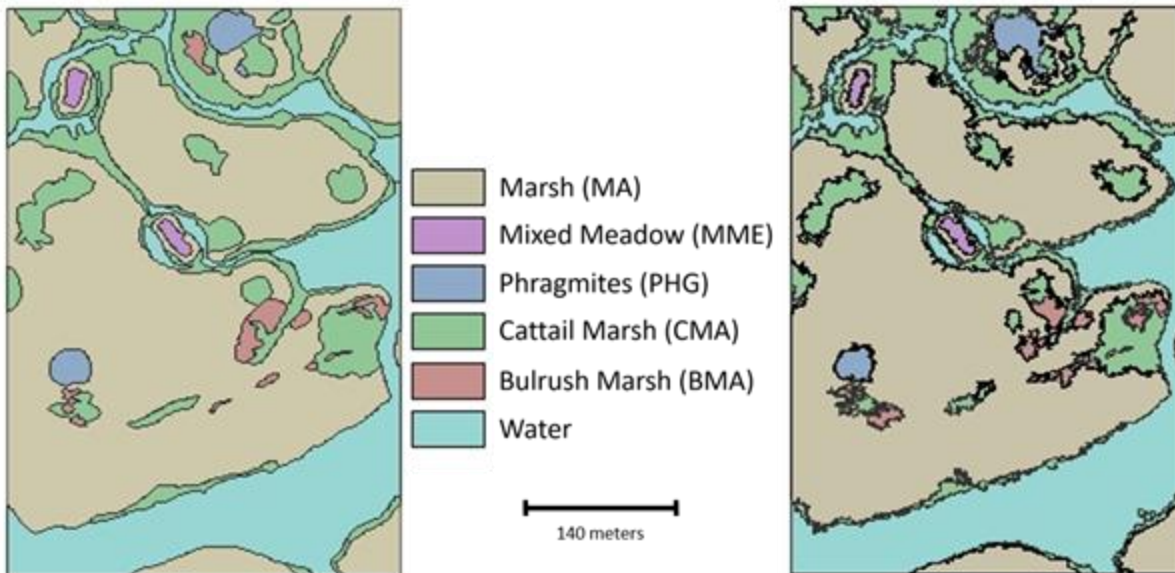 Marsh (MA)
Mixed Meadow (MME)
Phragmites (PHG)
Cattail Marsh (CMA)
Bulrush Marsh (BMA)
Water
140 meters